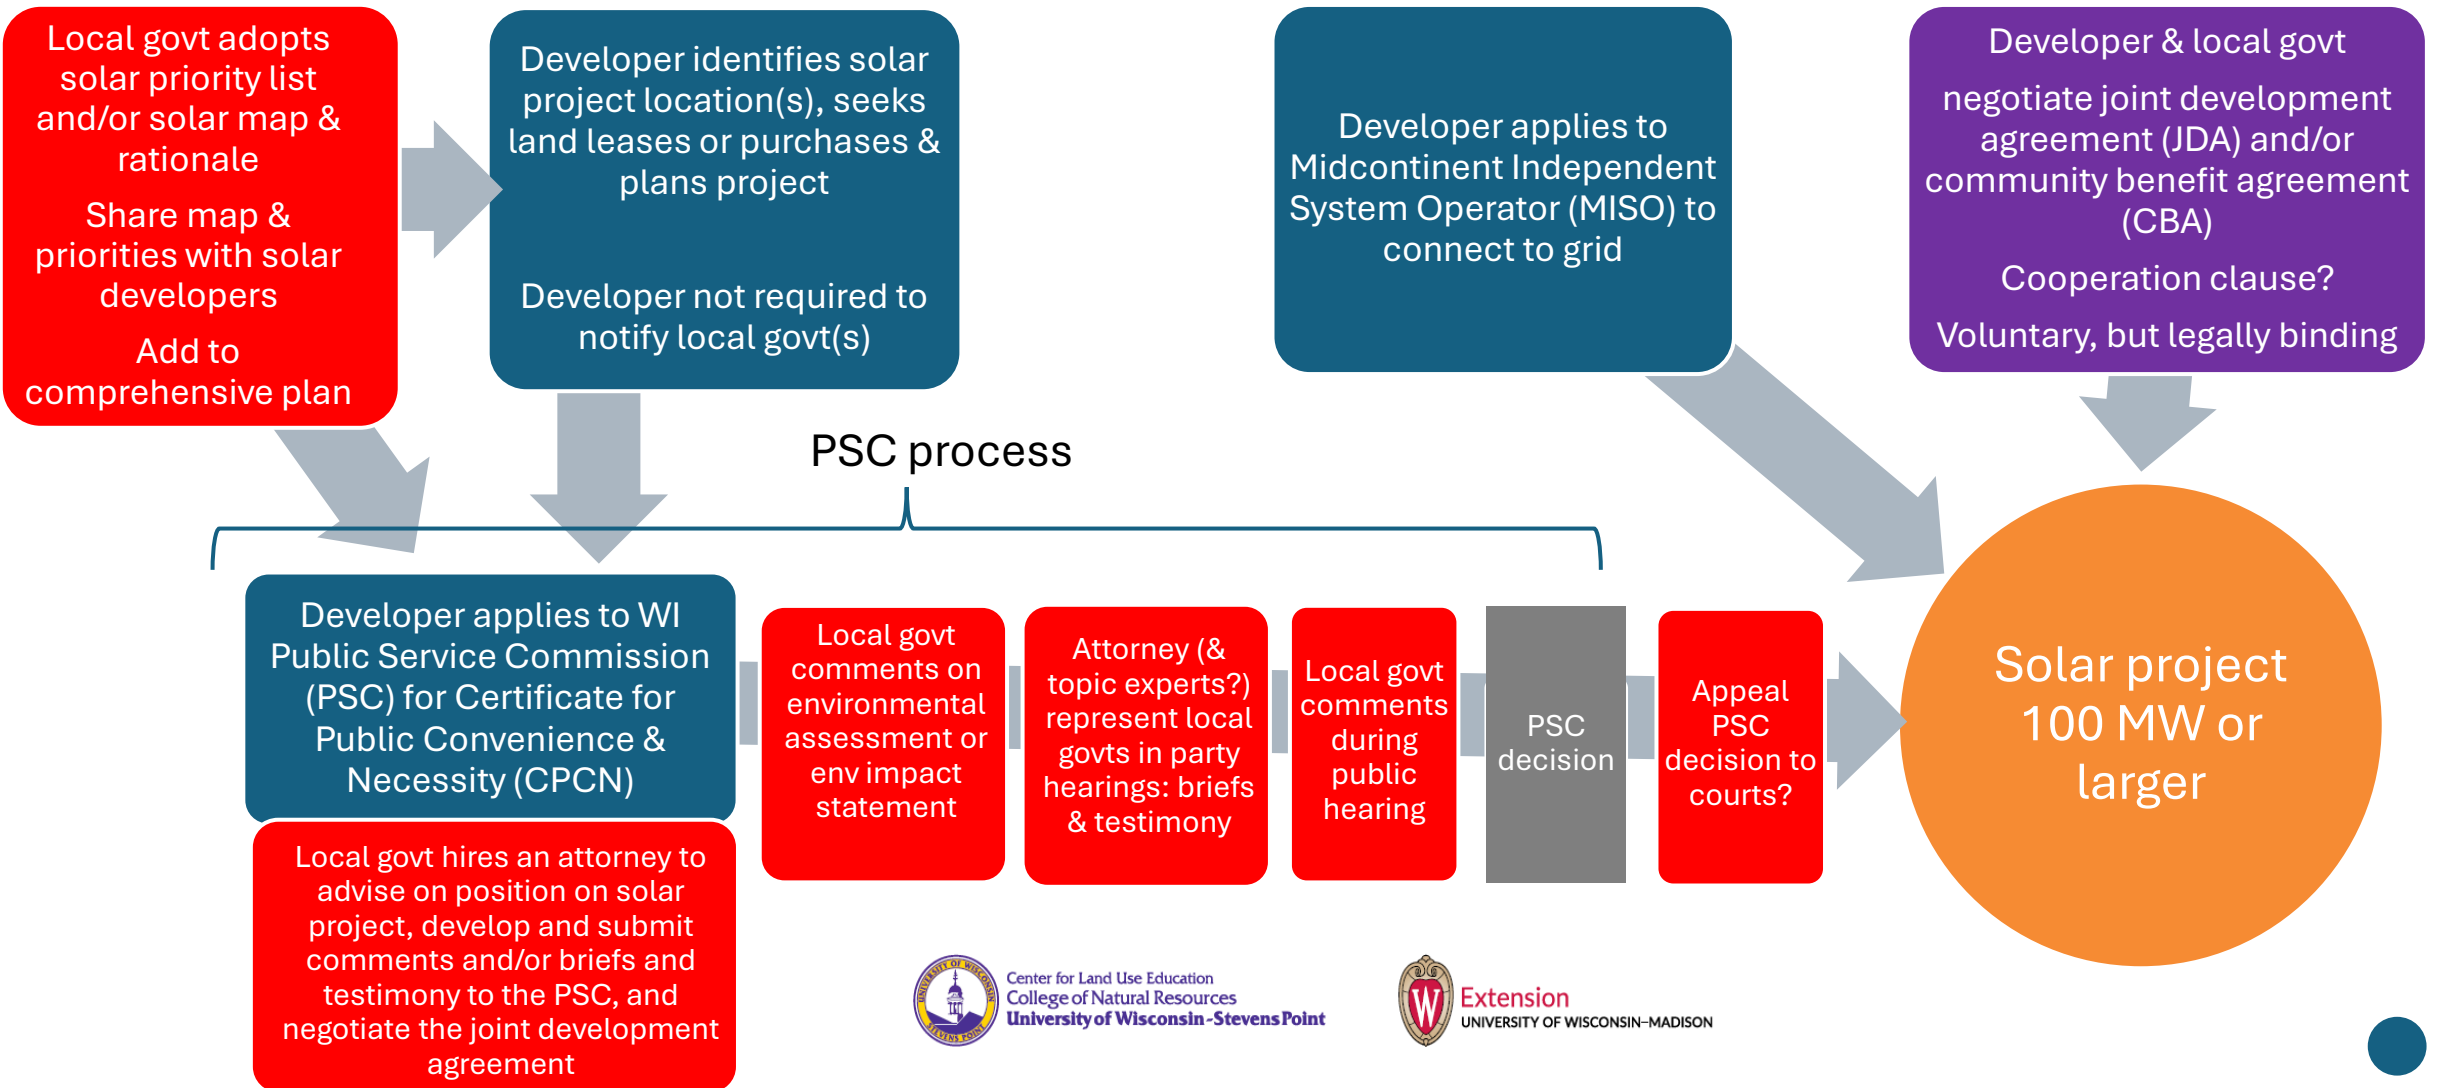 Local govt adopts
solar priority list
and/or solar map &
rationale
Share map &
priorities with solar
developers
Add to
comprehensive plan
Developer identifies solar
project location(s), seeks
land leases or purchases &
plans project
Developer not required to
notify local govt(s)
Developer applies to
Midcontinent Independent
System Operator (MISO) to
connect to grid
Developer & local govt
negotiate joint development
agreement (JDA) and/or
community benefit agreement
(CBA)
Cooperation clause?
Voluntary, but legally binding
PSC process
Developer applies to WI
Public Service Commission
(PSC) for Certificate for
Public Convenience &
Necessity (CPCN)
Local govt hires an attorney to
advise on position on solar
project, develop and submit
comments and/or briefs and
testimony to the PSC, and
negotiate the joint development
agreement
Local govt
comments on
environmental
assessment or
env impact
statement
Attorney (&
topic experts?)
represent local
govts in party
hearings: briefs
& testimony
Local govt
comments
during
public
hearing
PSC
decision
Appeal
PSC
decision to
courts?
Solar project
100 MW or
larger
UNIVERSITY OF WISCONSIN
STEVENS POINT
Center for Land Use Education
College of Natural Resources
University of Wisconsin-Stevens Point
W
Extension
UNIVERSITY OF WISCONSIN–MADISON